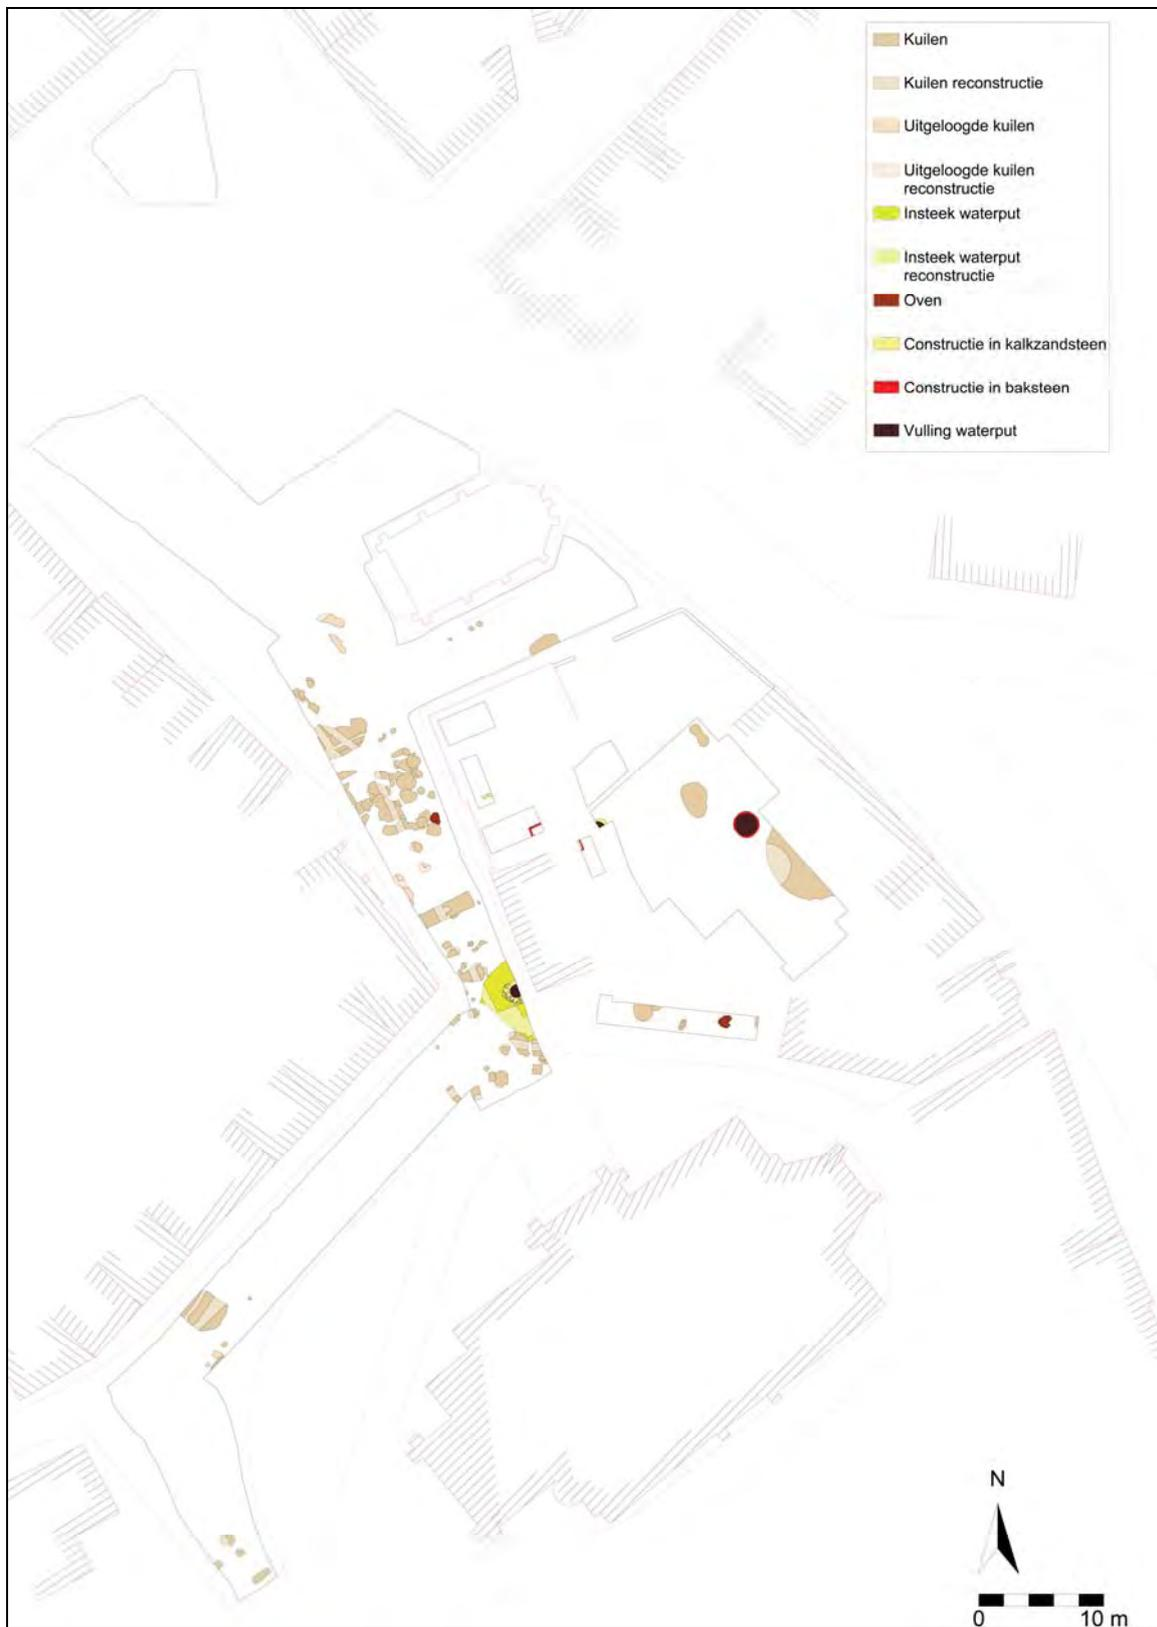 Kuilen
Kuilen reconstructie
Uitgeloogde kuilen
Uitgeloogde kuilen
reconstructie
Insteek waterput
Insteek waterput
reconstructie
Oven
Constructie in kalkzandsteen
Constructie in baksteen
Vulling waterput
N
0 10 m